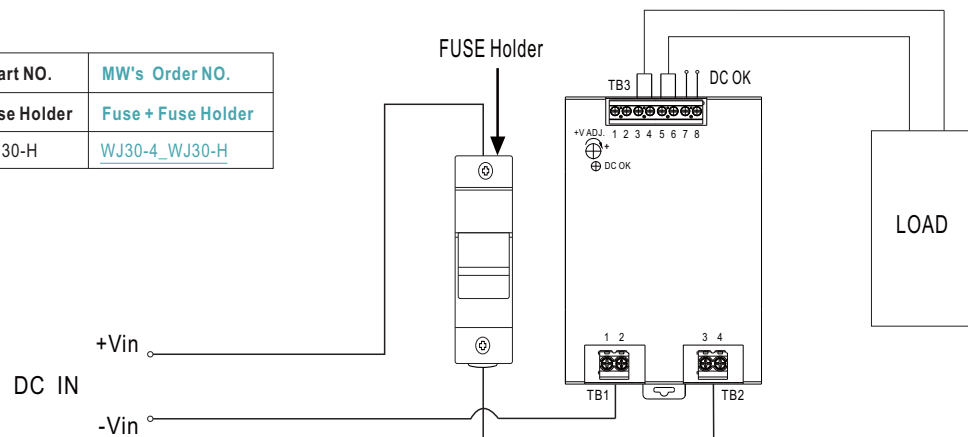 FUSE Holder
art NO. MW's Order NO.
se Holder Fuse + Fuse Holder
30-H WJ30-4_WJ30-H
TB3
DC OK
1 2 3 4 5 6 7 8
+V ADJ.
+
DC OK
LOAD
+Vin
DC IN
-Vin
1 2
3 4
TB1
TB2